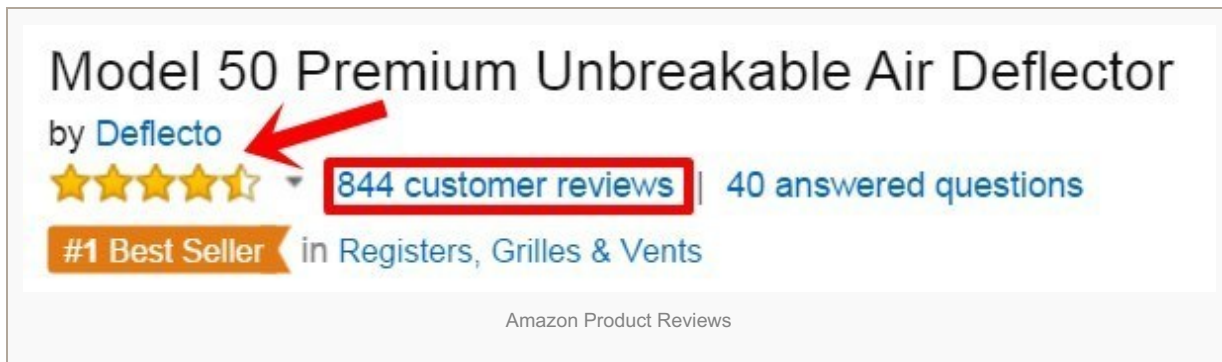 Model 50 Premium Unbreakable Air Deflector
by Deflecto
844 customer reviews | 40 answered questions
#1 Best Seller in Registers, Grilles & Vents
Amazon Product Reviews